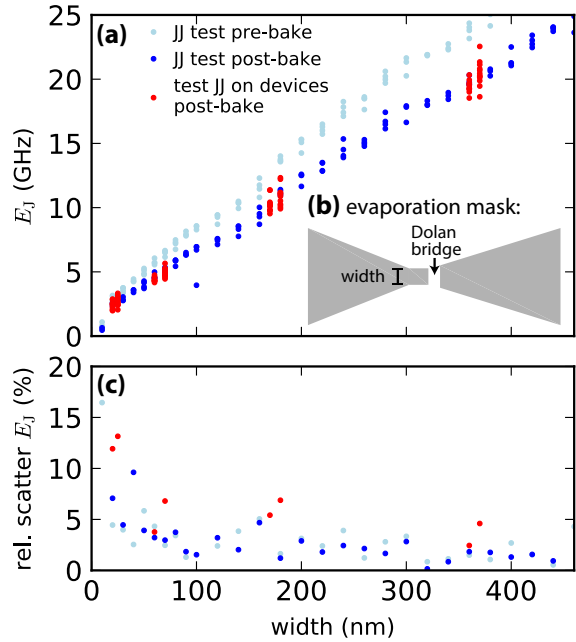 (a)
JJ test pre-bake
JJ test post-bake
test JJ on devices
post-bake
25
20
15
10
5
0
E_J (GHz)
(b) evaporation mask:
Dolan
bridge
width
(c)
20
15
10
5
0
rel. scatter E_J (%)
0 100 200 300 400
width (nm)